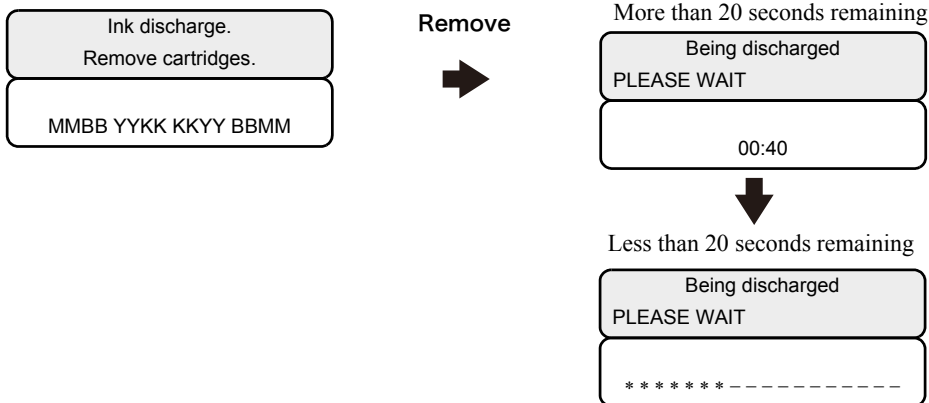 Ink discharge.
Remove cartridges.
MMBB YYKK KKYY BBMM
Remove
More than 20 seconds remaining
Being discharged
PLEASE WAIT
00:40
Less than 20 seconds remaining
Being discharged
PLEASE WAIT
* * * * * * * – – – – – – – – – – –